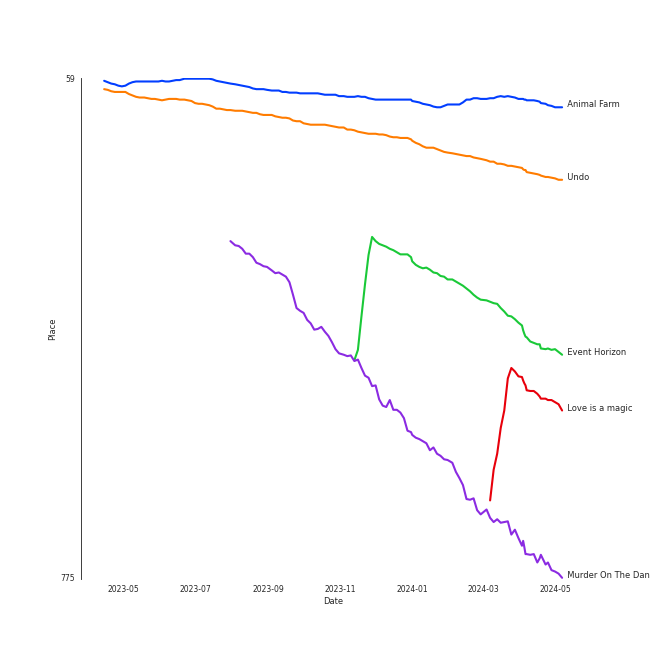 59
Animal Farm
Undo
Place
Event Horizon
Love is a magic
775
Murder On The Dan
2023-05
2023-07
2023-09
2023-11
2024-01
2024-03
2024-05
Date